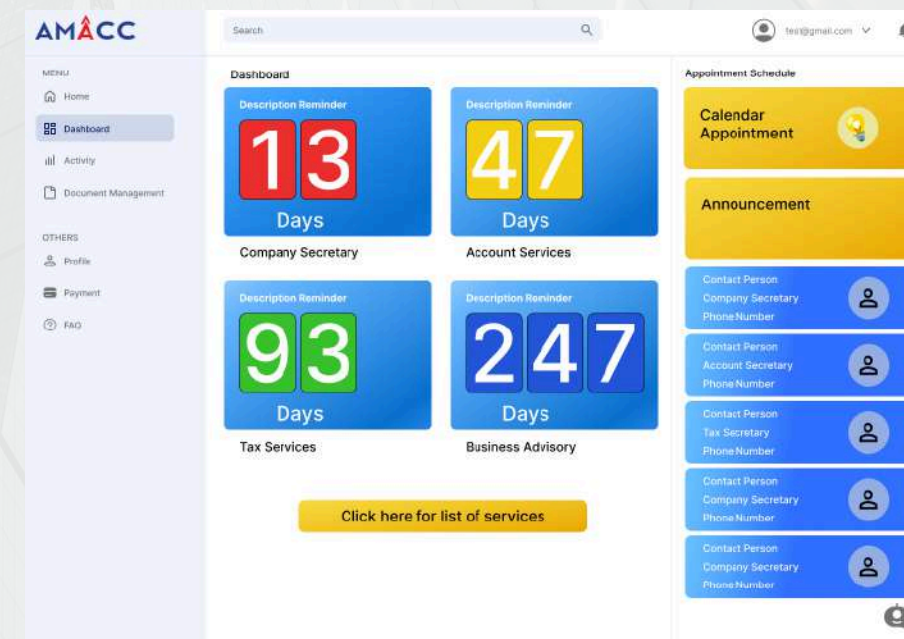 AMACC
Search
test@gmail.com
MENU
Home
Dashboard
Activity
Document Management
OTHERS
Profile
Payment
FAQ
Dashboard
Description Reminder
13
Days
Company Secretary
Description Reminder
47
Days
Account Services
Description Reminder
93
Days
Tax Services
Description Reminder
247
Days
Business Advisory
Click here for list of services
Appointment Schedule
Calendar
Appointment
Announcement
Contact Person
Company Secretary
Phone Number
Contact Person
Account Secretary
Phone Number
Contact Person
Tax Secretary
Phone Number
Contact Person
Company Secretary
Phone Number
Contact Person
Company Secretary
Phone Number